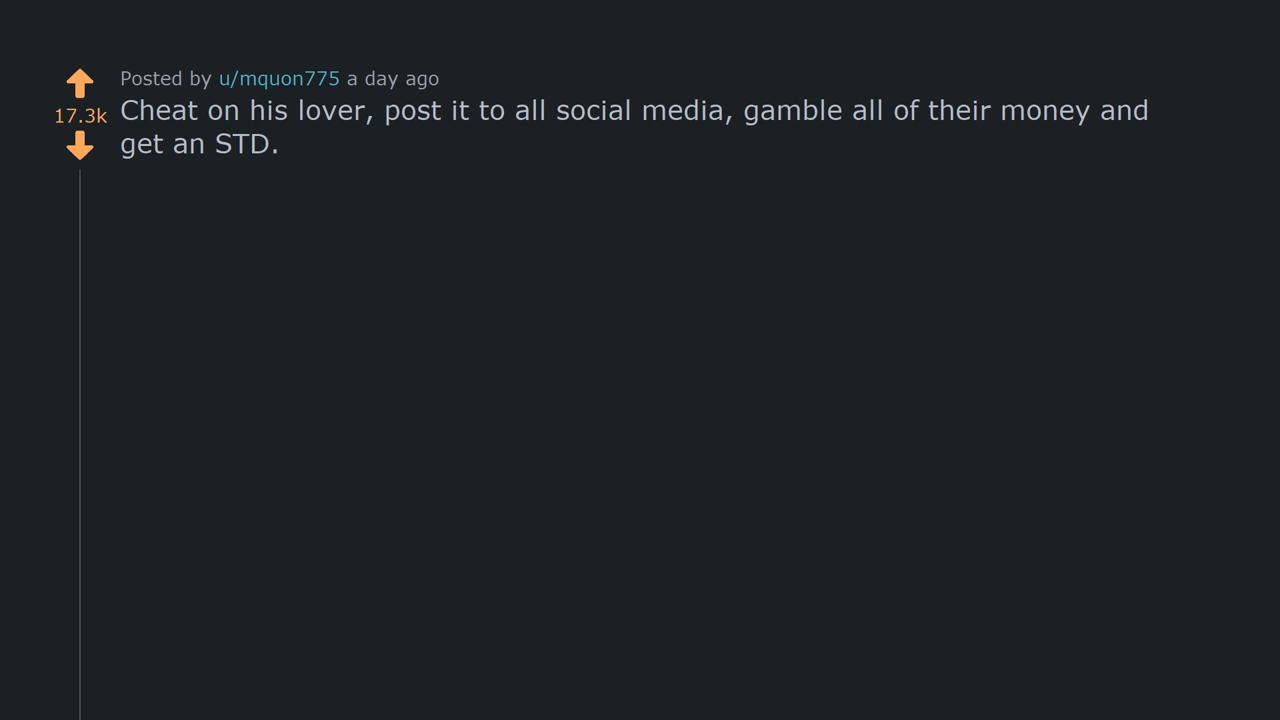 Posted by u/mquon775 a day ago
17.3k
Cheat on his lover, post it to all social media, gamble all of their money and
get an STD.